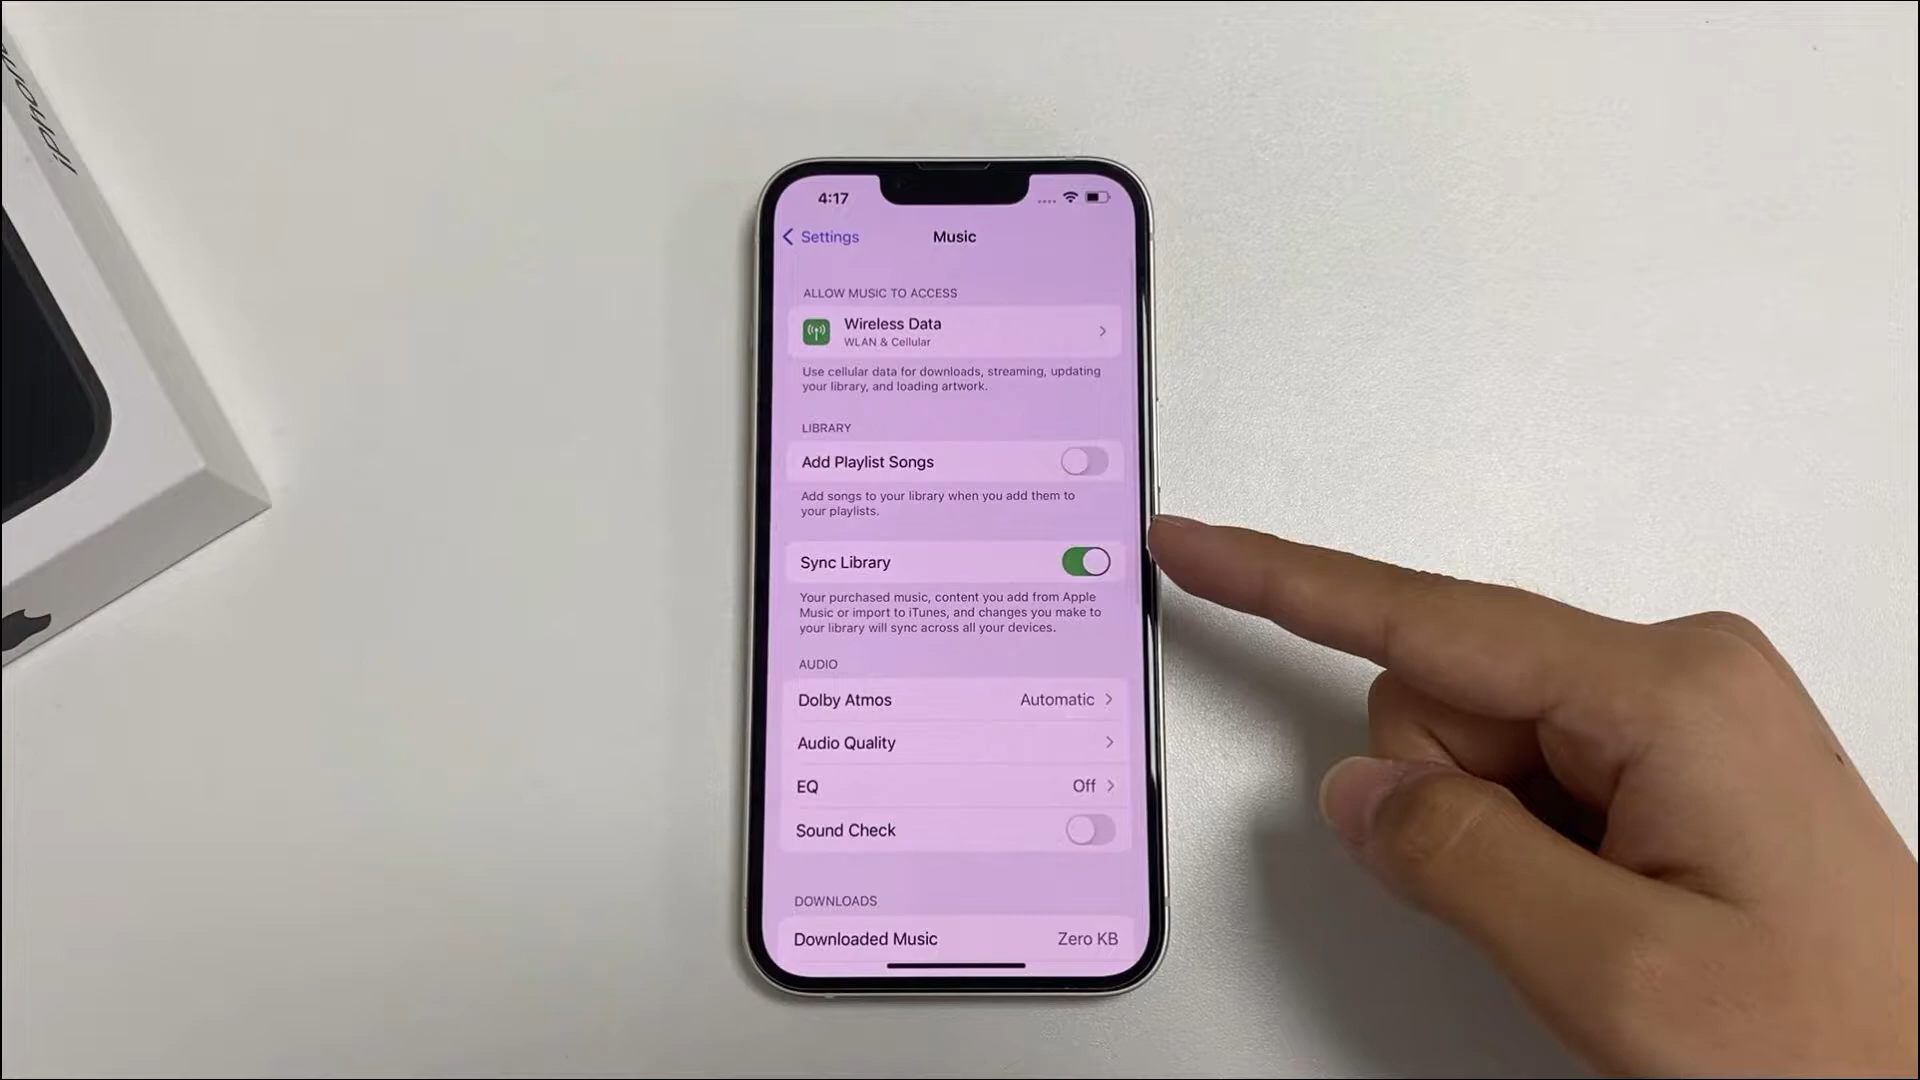 iPhone
4:17
Settings
Music
ALLOW MUSIC TO ACCESS
Wireless Data
WLAN & Cellular
Use cellular data for downloads, streaming, updating
your library, and loading artwork.
LIBRARY
Add Playlist Songs
Add songs to your library when you add them to
your playlists.
Sync Library
Your purchased music, content you add from Apple
Music or import to iTunes, and changes you make to
your library will sync across all your devices.
AUDIO
Dolby Atmos Automatic
Audio Quality
EQ Off
Sound Check
DOWNLOADS
Downloaded Music Zero KB